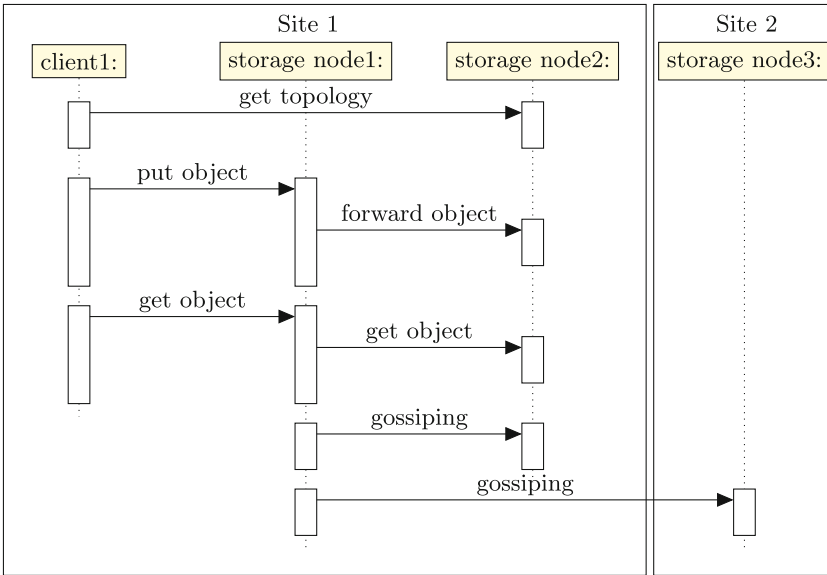 Site 1
Site 2
client1:
storage node1:
storage node2:
storage node3:
get topology
put object
forward object
get object
get object
gossiping
gossiping